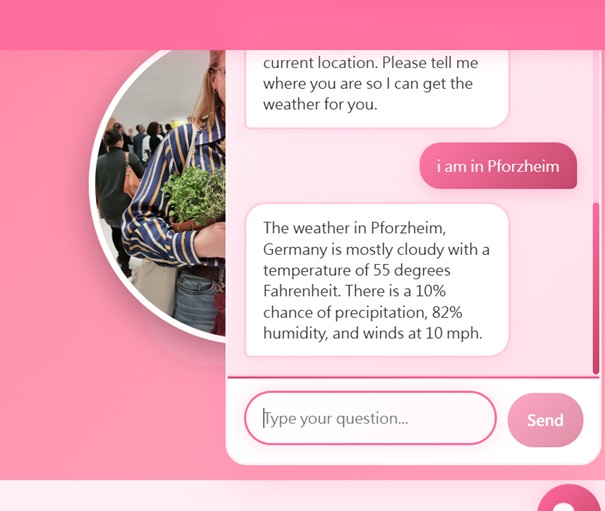 current location. Please tell me
where you are so I can get the
weather for you.
i am in Pforzheim
The weather in Pforzheim,
Germany is mostly cloudy with a
temperature of 55 degrees
Fahrenheit. There is a 10%
chance of precipitation, 82%
humidity, and winds at 10 mph.
Type your question...
Send